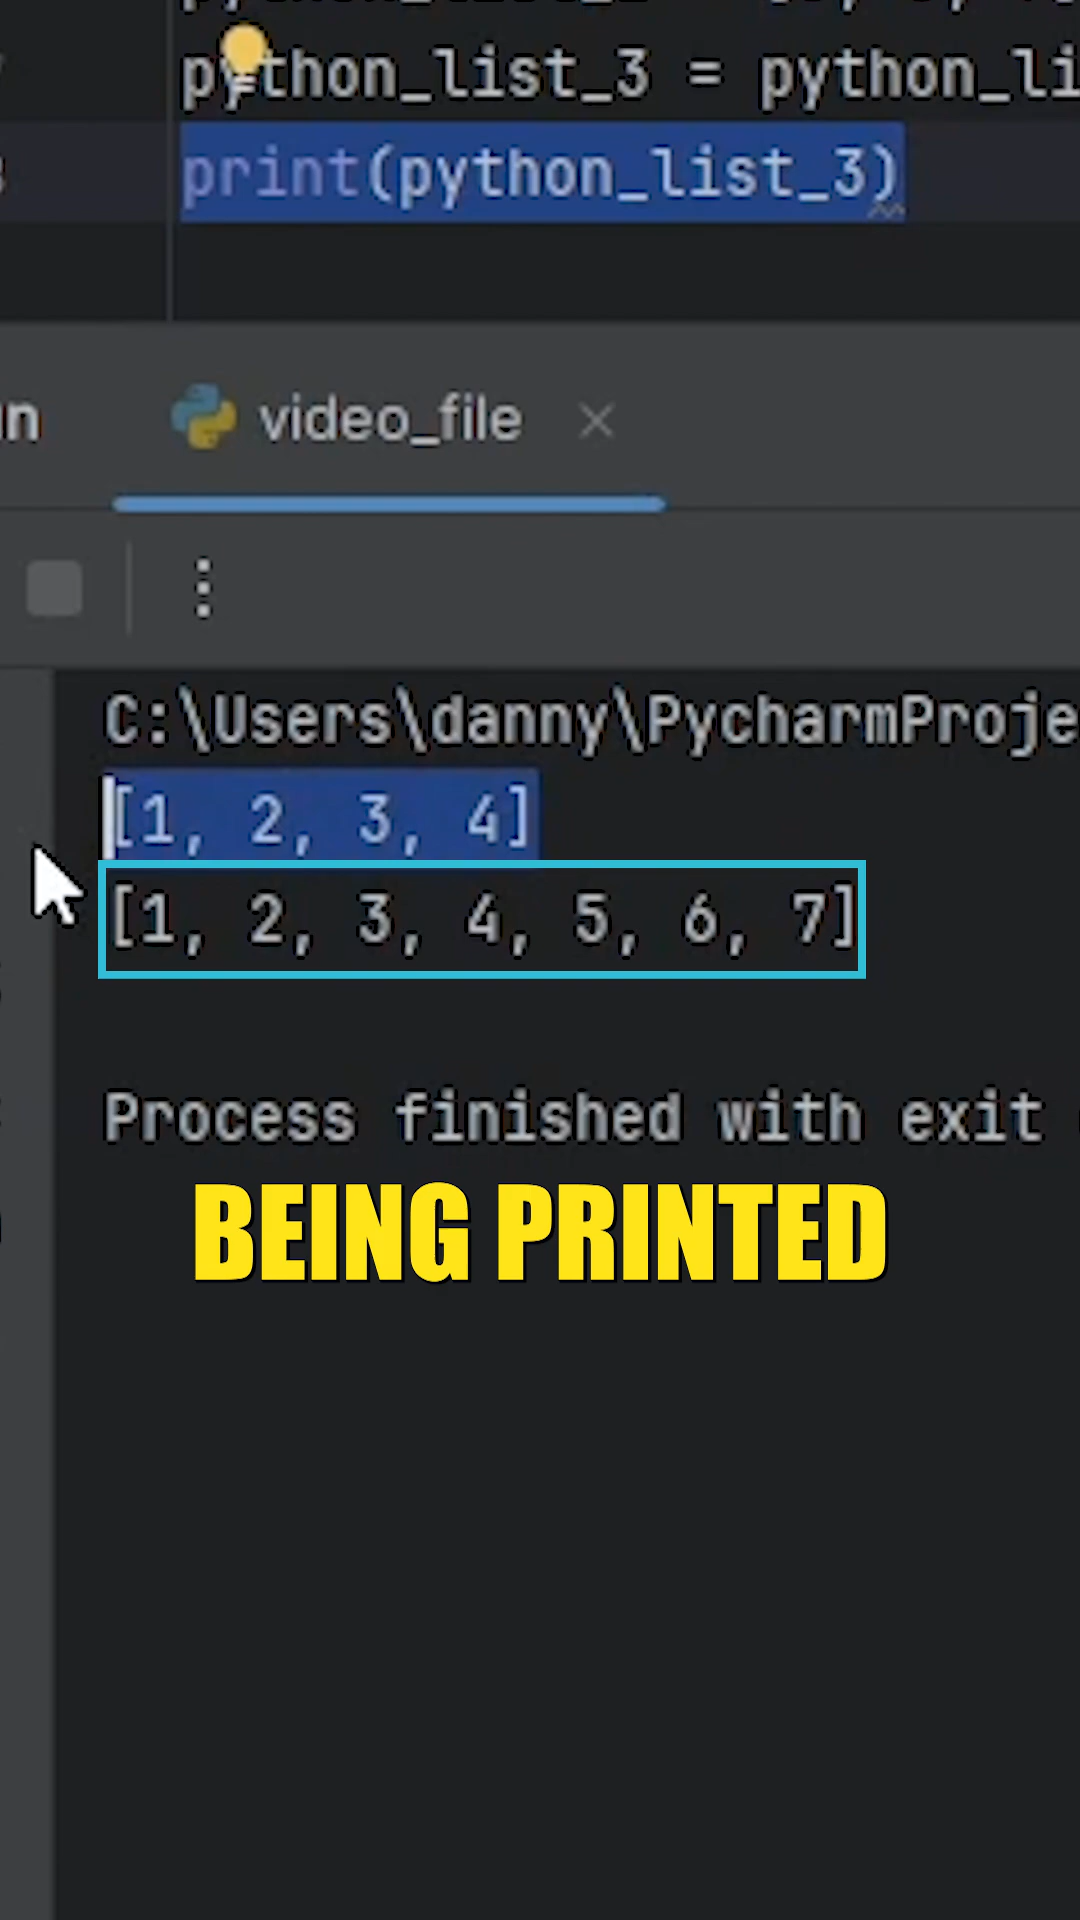 python_list_3 = python_li
print(python_list_3)
video_file
C:\Users\danny\PycharmProje
[1, 2, 3, 4]
[1, 2, 3, 4, 5, 6, 7]
Process finished with exit
BEING PRINTED